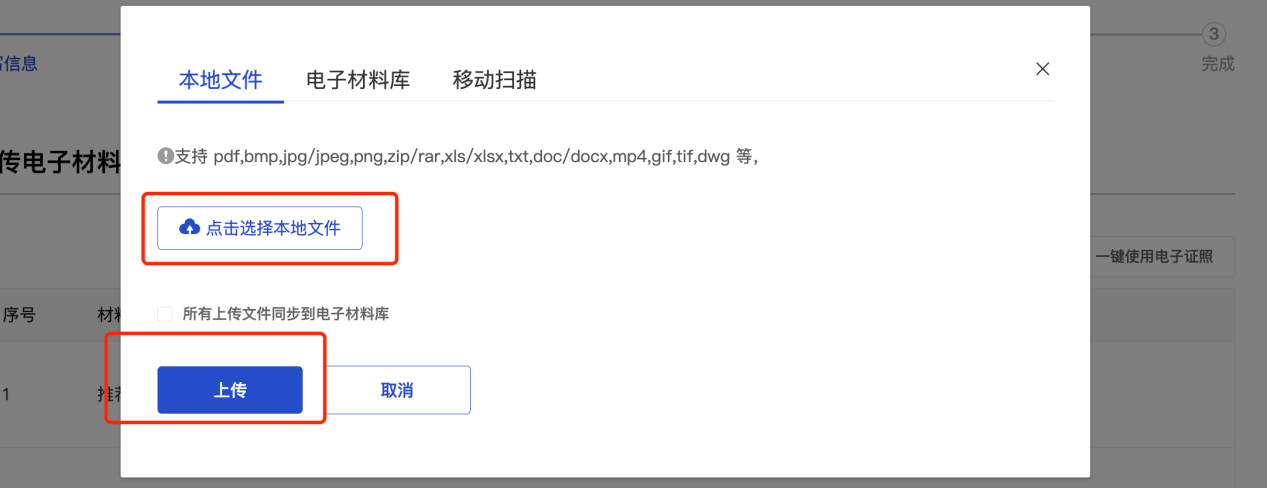 3
信息
完成
本地文件 电子材料库 移动扫描
传电子材料
支持 pdf,bmp,jpg/jpeg,png,zip/rar,xls/xlsx,txt,doc/docx,mp4,gif,tif,dwg 等,
点击选择本地文件
一键使用电子证照
序号 材料
所有上传文件同步到电子材料库
1 推荐
上传 取消